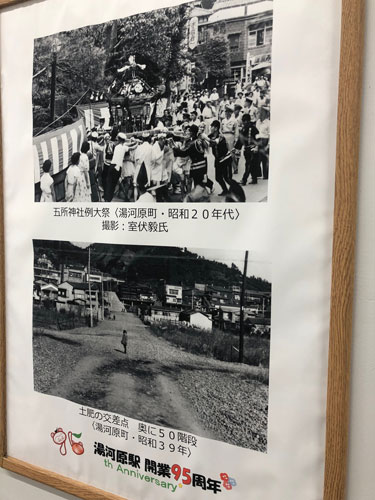 五所神社例大祭〈湯河原町・昭和20年代〉
撮影：室伏毅氏
土肥の交差点 奥に50階段
〈湯河原町・昭和39年〉
湯河原駅 開業95周年
th Anniversary